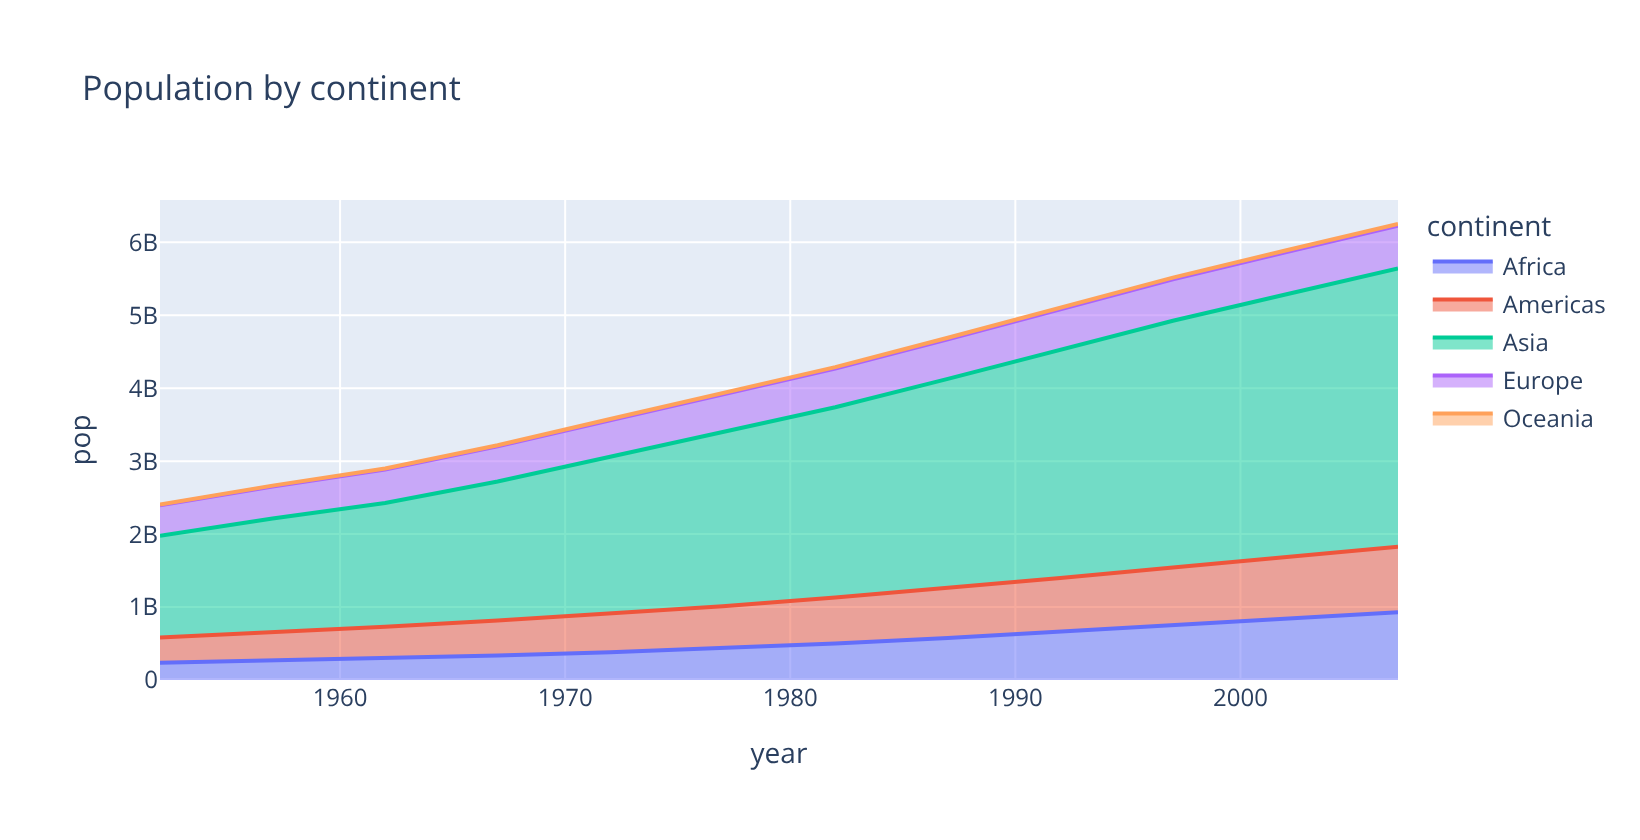 Population by continent
6B
5B
4B
3B
2B
1B
0
pop
1960 1970 1980 1990 2000
year
continent
Africa
Americas
Asia
Europe
Oceania